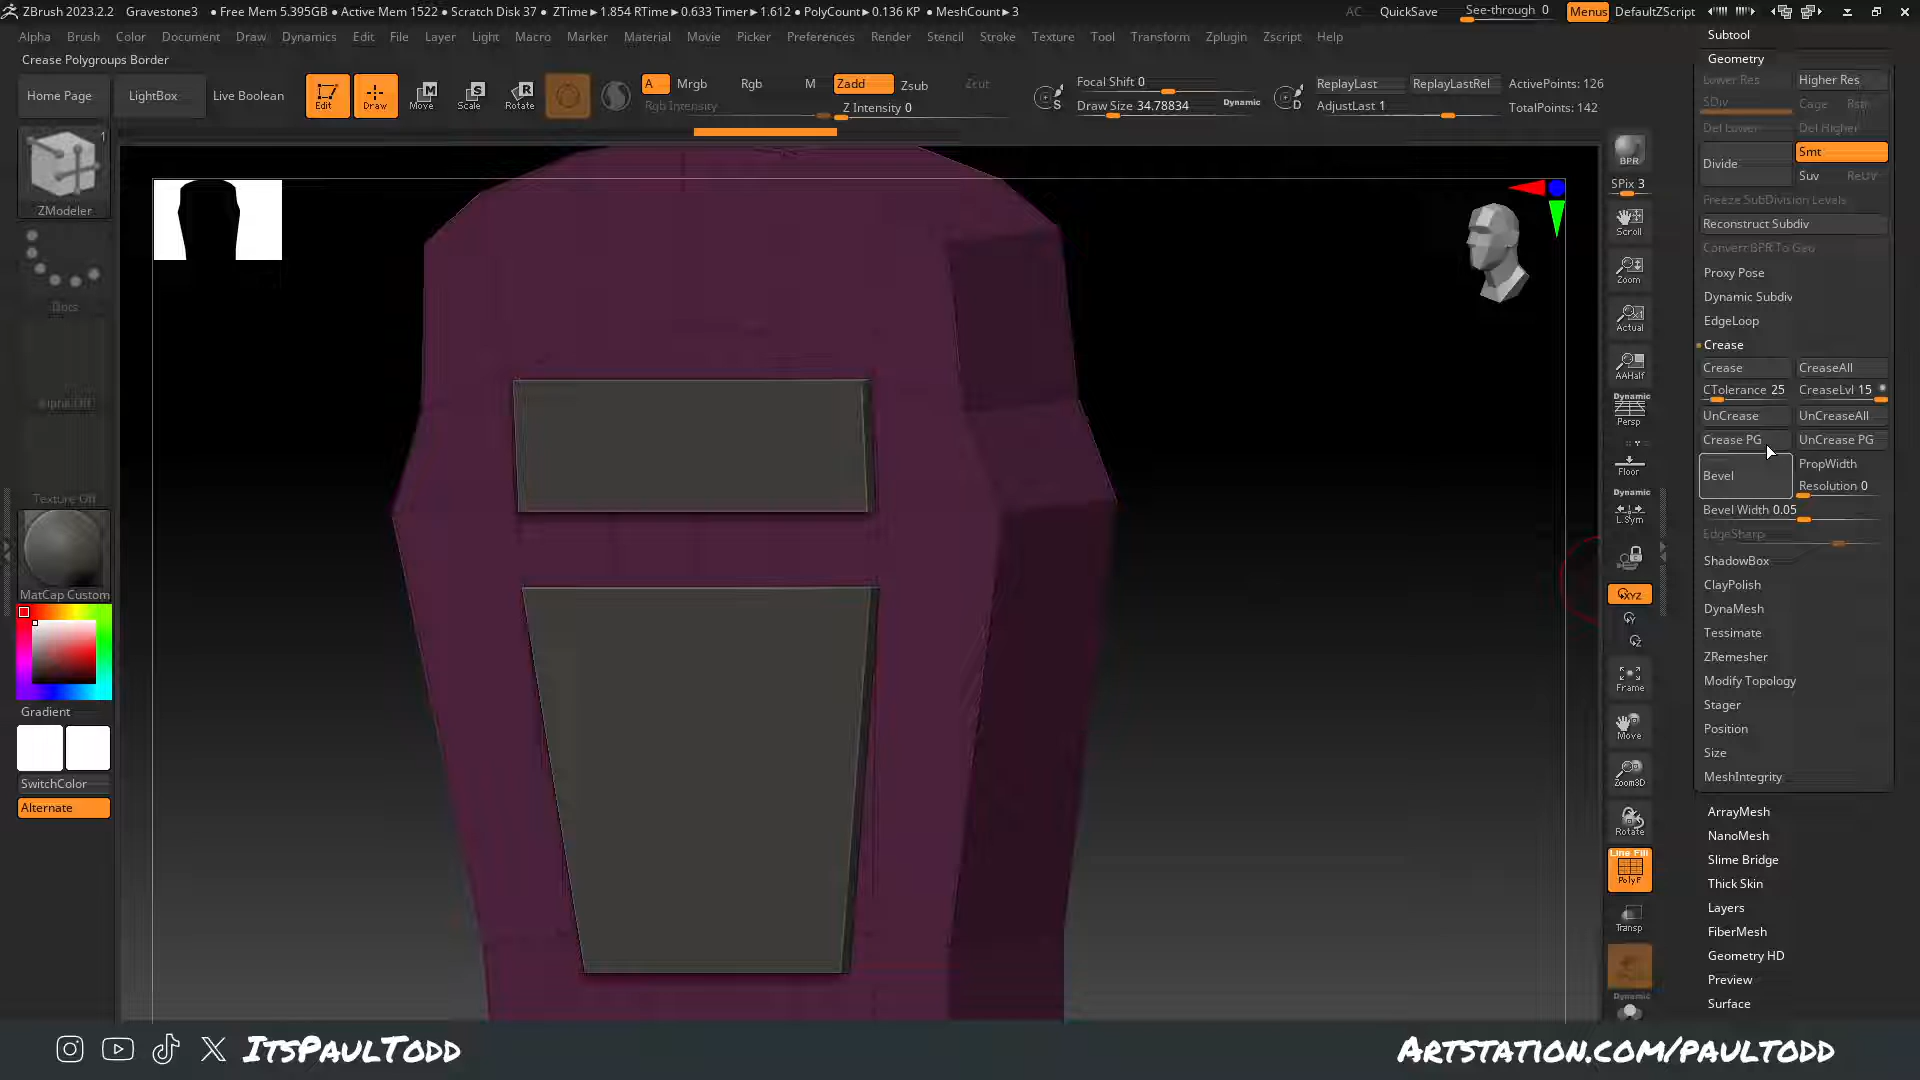 ZBrush 2023.2.2 Gravestone3 • Free Mem 5.395GB • Active Mem 1522 • Scratch Disk 37 • ZTime▸1.854 RTime▸0.633 Timer▸1.612 • PolyCount▸0.136 KP • MeshCount▸3 AC QuickSave See-through 0 Menus DefaultZScript
Alpha Brush Color Document Draw Dynamics Edit File Layer Light Macro Marker Material Movie Picker Preferences Render Stencil Stroke Texture Tool Transform Zplugin Zscript Help
Crease Polygroups Border
Home Page LightBox Live Boolean Edit Draw Move Scale Rotate
A Mrgb Rgb M Zadd Zsub Zcut
Rgb Intensity Z Intensity 0
S Focal Shift 0
Draw Size 34.78834 Dynamic
D ReplayLast ReplayLastRel ActivePoints: 126
AdjustLast 1 TotalPoints: 142
1
ZModeler
Dots
Alpha Off
Texture Off
MatCap Custom
Gradient
SwitchColor
Alternate
BPR
SPix 3
Scroll
Zoom
Actual
AAHalf
Dynamic
Persp
Floor
Dynamic
L.Sym
XYZ
Y
Z
Frame
Move
Zoom3D
Rotate
Line Fill
PolyF
Transp
Dynamic
Subtool
Geometry
Lower Res Higher Res
SDiv Cage Rstr
Del Lower Del Higher
Divide Smt
Suv ReUV
Freeze SubDivision Levels
Reconstruct Subdiv
Convert BPR To Geo
Proxy Pose
Dynamic Subdiv
EdgeLoop
Crease
Crease CreaseAll
CTolerance 25 CreaseLvl 15
UnCrease UnCreaseAll
Crease PG UnCrease PG
Bevel PropWidth
Resolution 0
Bevel Width 0.05
EdgeSharp
ShadowBox
ClayPolish
DynaMesh
Tessimate
ZRemesher
Modify Topology
Stager
Position
Size
MeshIntegrity
ArrayMesh
NanoMesh
Slime Bridge
Thick Skin
Layers
FiberMesh
Geometry HD
Preview
Surface
ItsPaulTodd
Artstation.com/paultodd